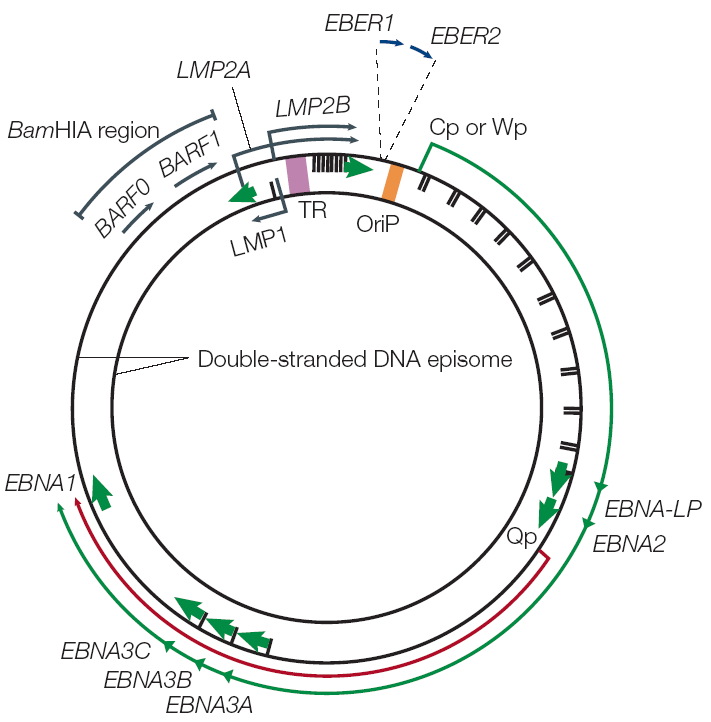 EBER1
EBER2
LMP2A
LMP2B
BamHIA region
BARF1
BARF0
Cp or Wp
TR
OriP
LMP1
Double-stranded DNA episome
EBNA1
EBNA-LP
Qp
EBNA2
EBNA3C
EBNA3B
EBNA3A